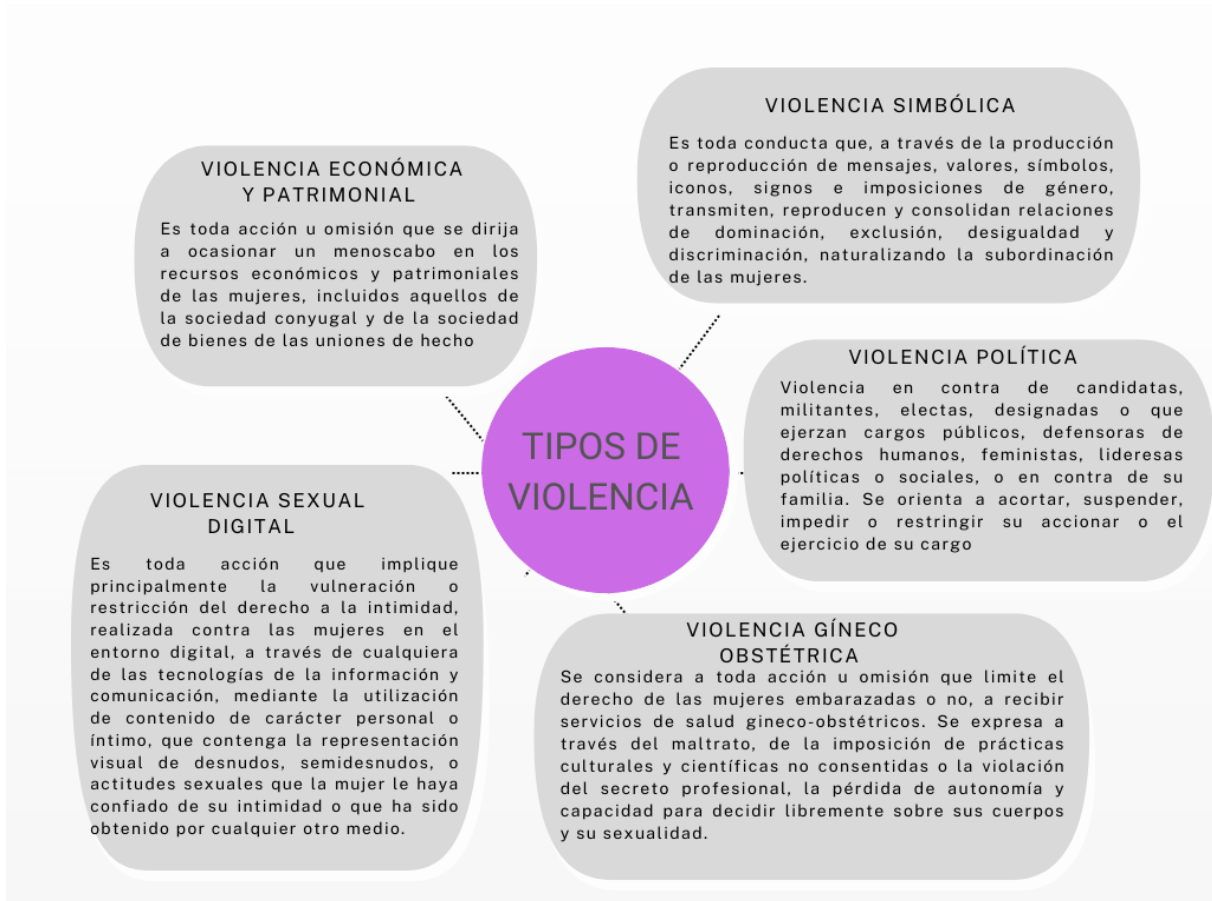 VIOLENCIA SIMBÓLICA
Es toda conducta que, a través de la producción
o reproducción de mensajes, valores, símbolos,
iconos, signos e imposiciones de género,
transmiten, reproducen y consolidan relaciones
de dominación, exclusión, desigualdad y
discriminación, naturalizando la subordinación
de las mujeres.
VIOLENCIA ECONÓMICA
Y PATRIMONIAL
Es toda acción u omisión que se dirija
a ocasionar un menoscabo en los
recursos económicos y patrimoniales
de las mujeres, incluidos aquellos de
la sociedad conyugal y de la sociedad
de bienes de las uniones de hecho
VIOLENCIA POLÍTICA
Violencia en contra de candidatas,
militantes, electas, designadas o que
ejerzan cargos públicos, defensoras de
derechos humanos, feministas, lideresas
políticas o sociales, o en contra de su
familia. Se orienta a acortar, suspender,
impedir o restringir su accionar o el
ejercicio de su cargo
TIPOS DE
VIOLENCIA
VIOLENCIA SEXUAL
DIGITAL
Es toda acción que implique
principalmente la vulneración o
restricción del derecho a la intimidad,
realizada contra las mujeres en el
entorno digital, a través de cualquiera
de las tecnologías de la información y
comunicación, mediante la utilización
de contenido de carácter personal o
íntimo, que contenga la representación
visual de desnudos, semidesnudos, o
actitudes sexuales que la mujer le haya
confiado de su intimidad o que ha sido
obtenido por cualquier otro medio.
VIOLENCIA GÍNECO
OBSTÉTRICA
Se considera a toda acción u omisión que limite el
derecho de las mujeres embarazadas o no, a recibir
servicios de salud gineco-obstétricos. Se expresa a
través del maltrato, de la imposición de prácticas
culturales y científicas no consentidas o la violación
del secreto profesional, la pérdida de autonomía y
capacidad para decidir libremente sobre sus cuerpos
y su sexualidad.